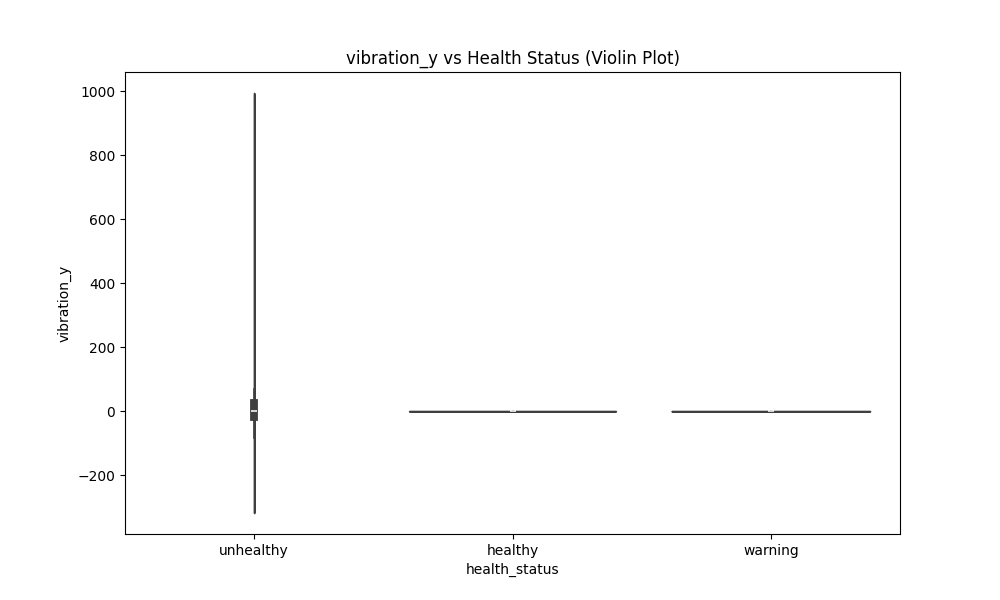 vibration_y vs Health Status (Violin Plot)
1000
800
600
400
200
0
−200
vibration_y
unhealthy healthy warning
health_status